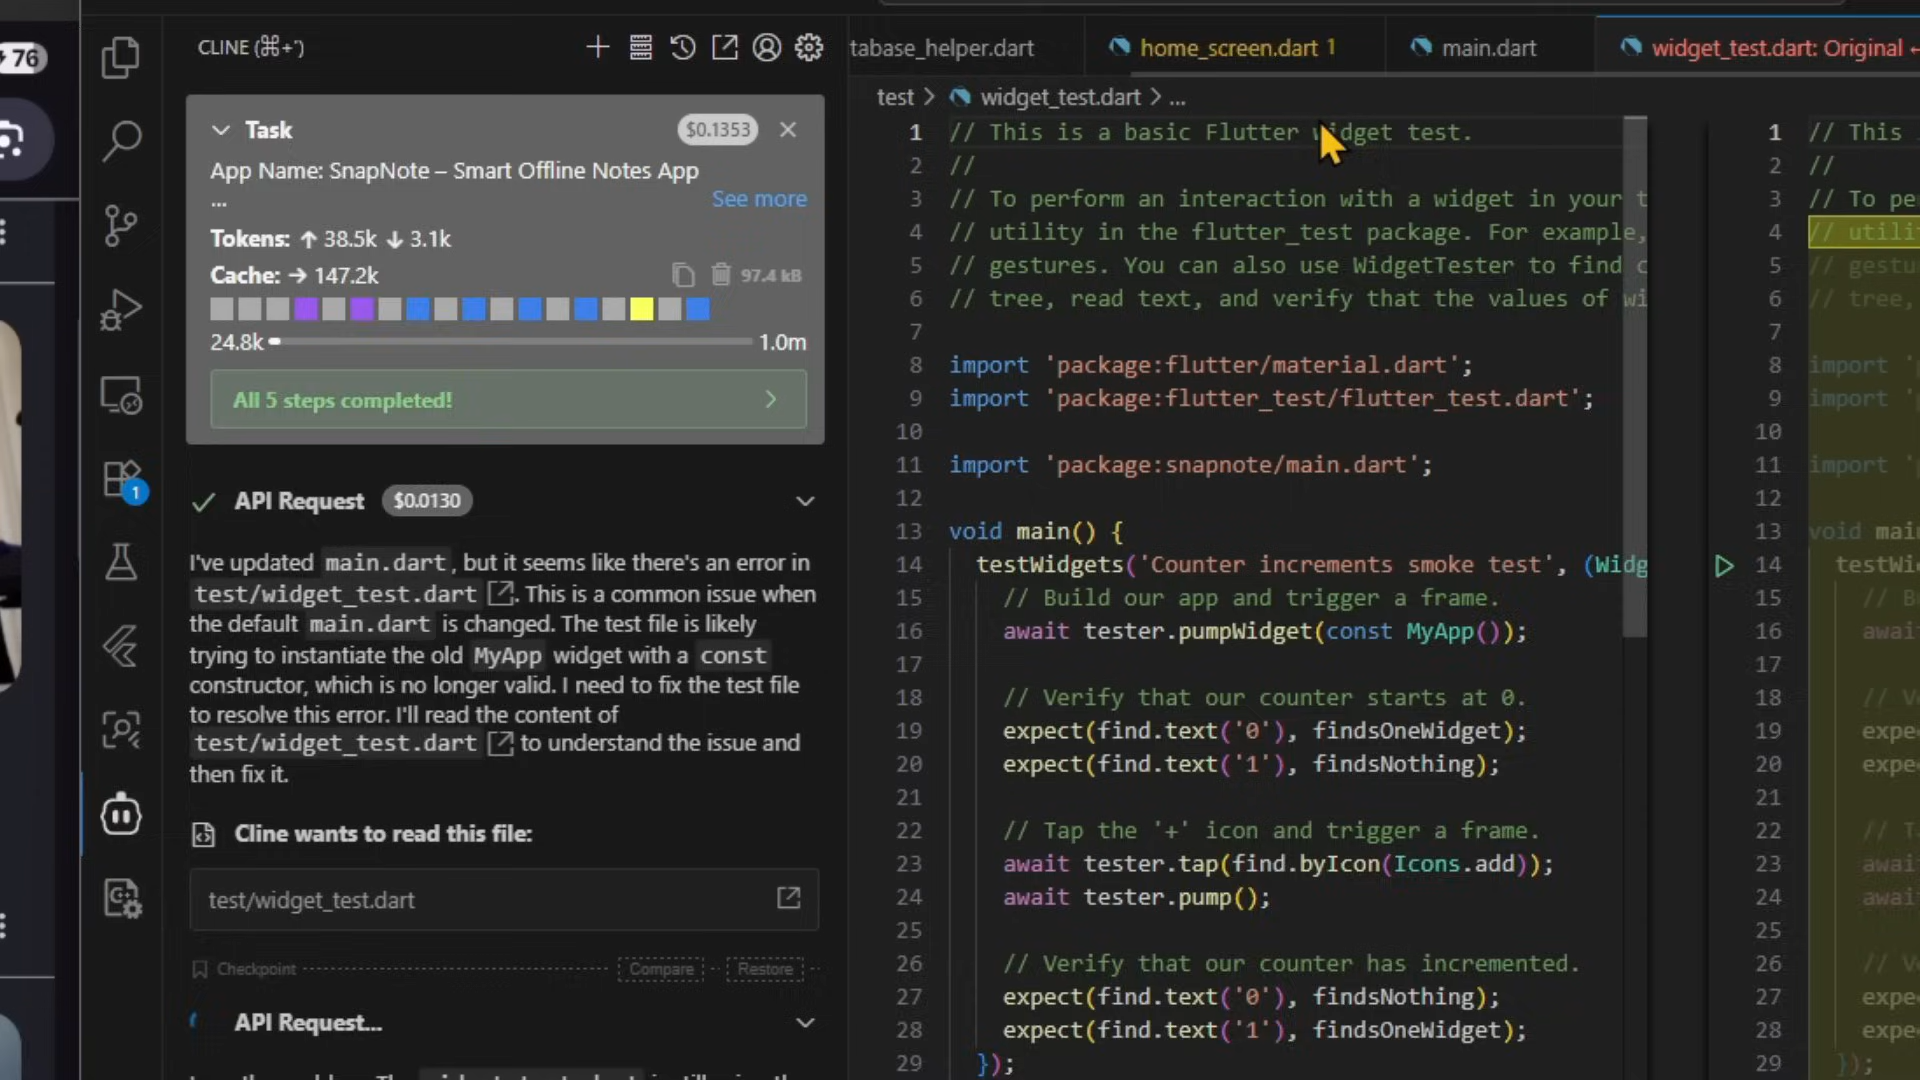 76
CLINE (⌘+')
Task
$0.1353
App Name: SnapNote – Smart Offline Notes App
...
See more
Tokens: ↑ 38.5k ↓ 3.1k
Cache: → 147.2k
97.4 kB
24.8k
1.0m
All 5 steps completed!
1
API Request
$0.0130
I've updated main.dart, but it seems like there's an error in
test/widget_test.dart . This is a common issue when
the default main.dart is changed. The test file is likely
trying to instantiate the old MyApp widget with a const
constructor, which is no longer valid. I need to fix the test file
to resolve this error. I'll read the content of
test/widget_test.dart to understand the issue and
then fix it.
Cline wants to read this file:
test/widget_test.dart
Checkpoint
Compare
Restore
API Request...
tabase_helper.dart
home_screen.dart 1
main.dart
widget_test.dart: Original
test > widget_test.dart > ...
1 // This is a basic Flutter widget test.
2 //
3 // To perform an interaction with a widget in your t
4 // utility in the flutter_test package. For example,
5 // gestures. You can also use WidgetTester to find c
6 // tree, read text, and verify that the values of wi
7
8 import 'package:flutter/material.dart';
9 import 'package:flutter_test/flutter_test.dart';
10
11 import 'package:snapnote/main.dart';
12
13 void main() {
14 testWidgets('Counter increments smoke test', (Widg
15 // Build our app and trigger a frame.
16 await tester.pumpWidget(const MyApp());
17
18 // Verify that our counter starts at 0.
19 expect(find.text('0'), findsOneWidget);
20 expect(find.text('1'), findsNothing);
21
22 // Tap the '+' icon and trigger a frame.
23 await tester.tap(find.byIcon(Icons.add));
24 await tester.pump();
25
26 // Verify that our counter has incremented.
27 expect(find.text('0'), findsNothing);
28 expect(find.text('1'), findsOneWidget);
29 });
1 // This
2 //
3 // To pe
4 // utili
5 // gestu
6 // tree,
7
8 import '
9 import '
10
11 import '
12
13 void mai
14 testWi
15 // B
16 awai
17
18 // V
19 expe
20 expe
21
22 // T
23 awai
24 awai
25
26 // V
27 expe
28 expe
29 });